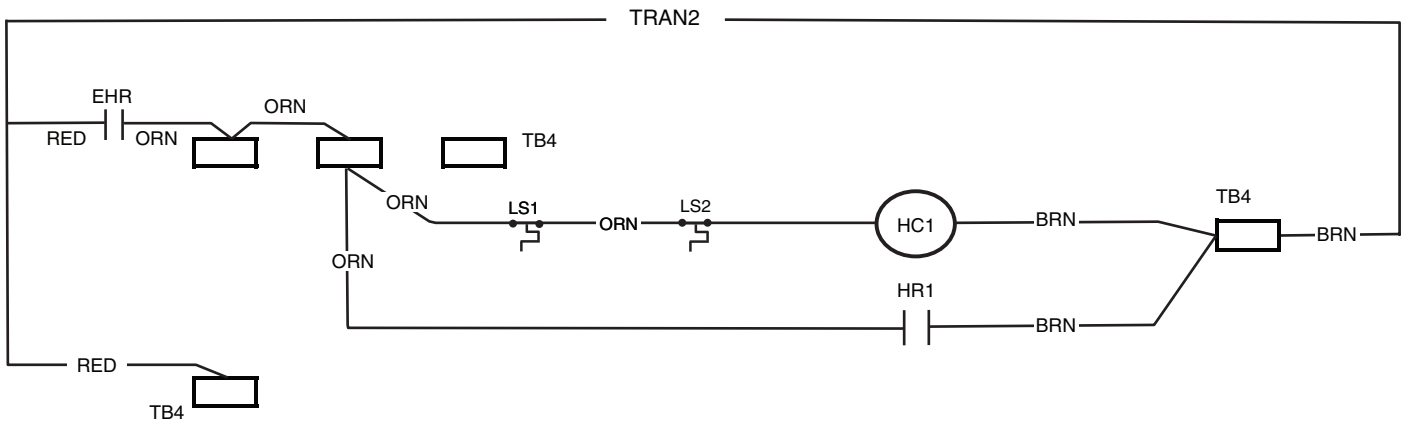 TRAN2
EHR
ORN
RED
ORN
TB4
ORN
LS1
ORN
LS2
HC1
BRN
TB4
BRN
ORN
HR1
BRN
RED
TB4